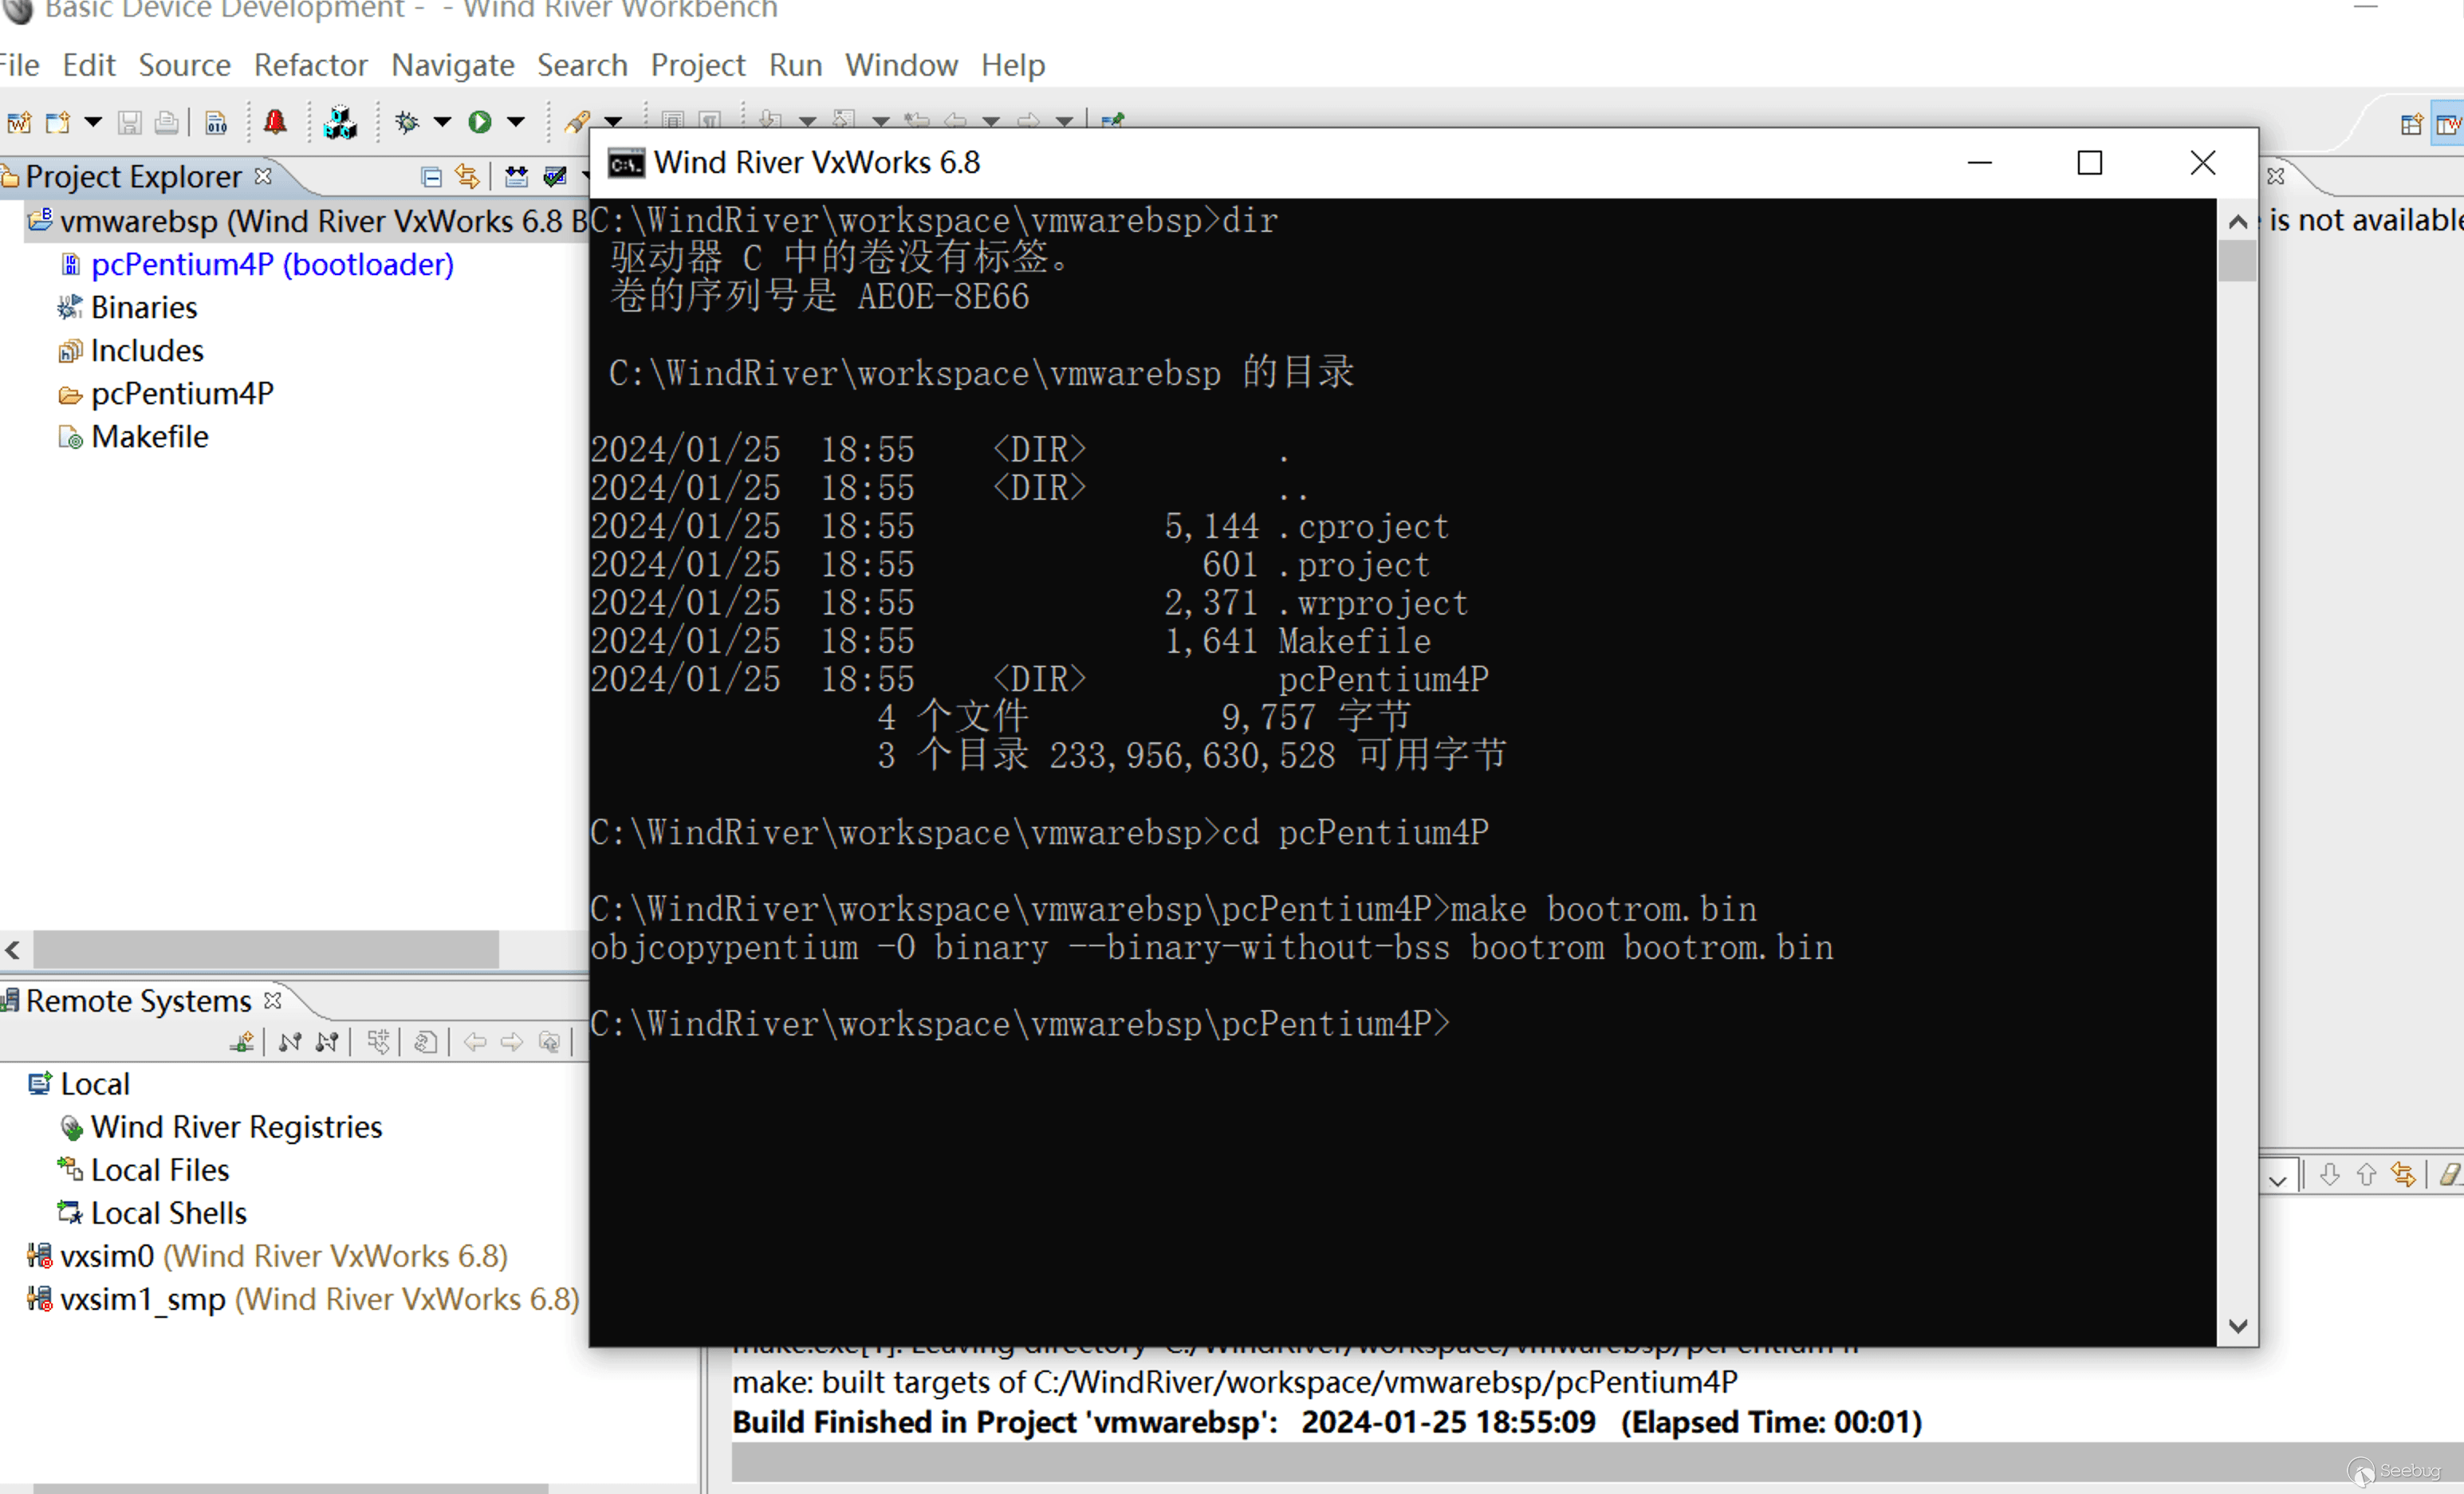 Basic Device Development - - Wind River Workbench
File Edit Source Refactor Navigate Search Project Run Window Help
Project Explorer
vmwarebsp (Wind River VxWorks 6.8 B
pcPentium4P (bootloader)
Binaries
Includes
pcPentium4P
Makefile
Remote Systems
Local
Wind River Registries
Local Files
Local Shells
vxsim0 (Wind River VxWorks 6.8)
vxsim1_smp (Wind River VxWorks 6.8)
Wind River VxWorks 6.8
C:\WindRiver\workspace\vmwarebsp>dir
驱动器 C 中的卷没有标签。
卷的序列号是 AE0E-8E66
C:\WindRiver\workspace\vmwarebsp 的目录
2024/01/25 18:55 <DIR> .
2024/01/25 18:55 <DIR> ..
2024/01/25 18:55 5,144 .cproject
2024/01/25 18:55 601 .project
2024/01/25 18:55 2,371 .wrproject
2024/01/25 18:55 1,641 Makefile
2024/01/25 18:55 <DIR> pcPentium4P
4 个文件 9,757 字节
3 个目录 233,956,630,528 可用字节
C:\WindRiver\workspace\vmwarebsp>cd pcPentium4P
C:\WindRiver\workspace\vmwarebsp\pcPentium4P>make bootrom.bin
objcopypentium -O binary --binary-without-bss bootrom bootrom.bin
C:\WindRiver\workspace\vmwarebsp\pcPentium4P>
is not available
make.exe[1]: Leaving directory `C:/WindRiver/workspace/vmwarebsp/pcPentium
make: built targets of C:/WindRiver/workspace/vmwarebsp/pcPentium4P
Build Finished in Project 'vmwarebsp': 2024-01-25 18:55:09 (Elapsed Time: 00:01)
Seebug